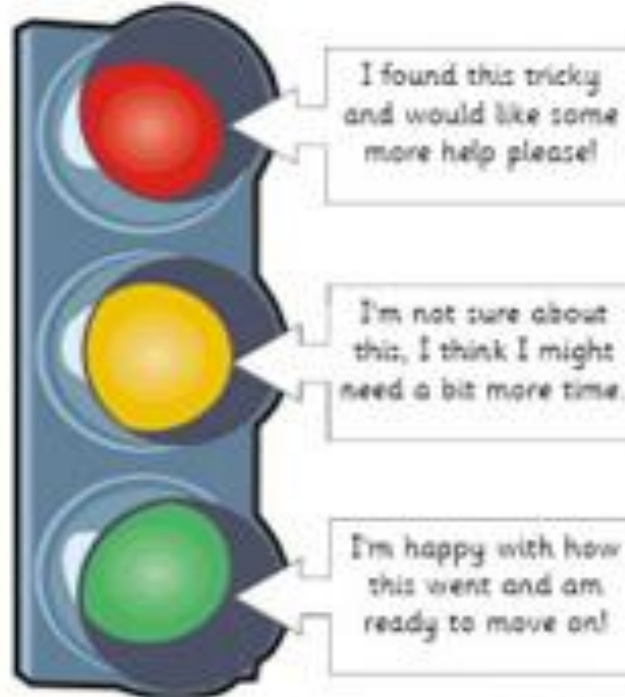 I found this tricky
and would like some
more help please!
I'm not sure about
this, I think I might
need a bit more time.
I'm happy with how
this went and am
ready to move on!